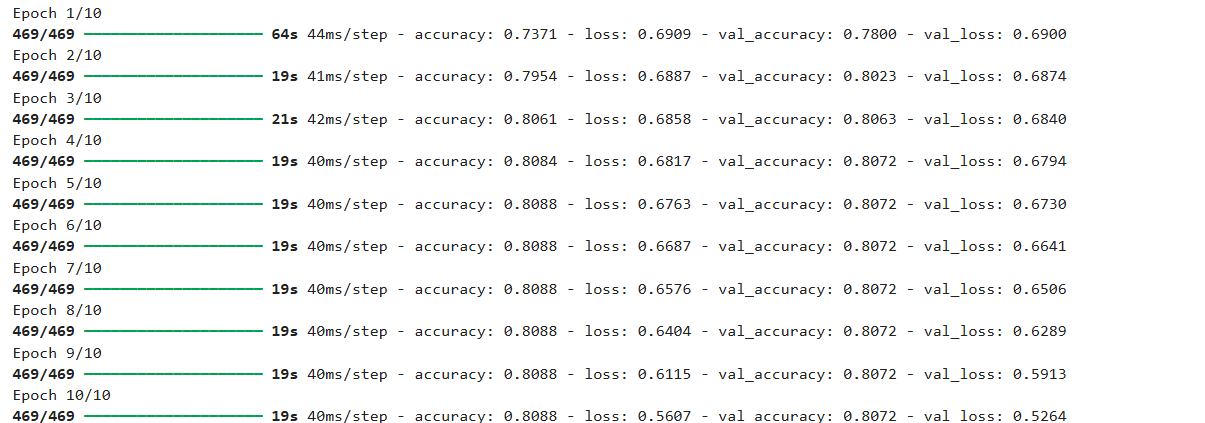 Epoch 1/10
469/469 ━━━━━━━━━━━━━━━━━━━━ 64s 44ms/step - accuracy: 0.7371 - loss: 0.6909 - val_accuracy: 0.7800 - val_loss: 0.6900
Epoch 2/10
469/469 ━━━━━━━━━━━━━━━━━━━━ 19s 41ms/step - accuracy: 0.7954 - loss: 0.6887 - val_accuracy: 0.8023 - val_loss: 0.6874
Epoch 3/10
469/469 ━━━━━━━━━━━━━━━━━━━━ 21s 42ms/step - accuracy: 0.8061 - loss: 0.6858 - val_accuracy: 0.8063 - val_loss: 0.6840
Epoch 4/10
469/469 ━━━━━━━━━━━━━━━━━━━━ 19s 40ms/step - accuracy: 0.8084 - loss: 0.6817 - val_accuracy: 0.8072 - val_loss: 0.6794
Epoch 5/10
469/469 ━━━━━━━━━━━━━━━━━━━━ 19s 40ms/step - accuracy: 0.8088 - loss: 0.6763 - val_accuracy: 0.8072 - val_loss: 0.6730
Epoch 6/10
469/469 ━━━━━━━━━━━━━━━━━━━━ 19s 40ms/step - accuracy: 0.8088 - loss: 0.6687 - val_accuracy: 0.8072 - val_loss: 0.6641
Epoch 7/10
469/469 ━━━━━━━━━━━━━━━━━━━━ 19s 40ms/step - accuracy: 0.8088 - loss: 0.6576 - val_accuracy: 0.8072 - val_loss: 0.6506
Epoch 8/10
469/469 ━━━━━━━━━━━━━━━━━━━━ 19s 40ms/step - accuracy: 0.8088 - loss: 0.6404 - val_accuracy: 0.8072 - val_loss: 0.6289
Epoch 9/10
469/469 ━━━━━━━━━━━━━━━━━━━━ 19s 40ms/step - accuracy: 0.8088 - loss: 0.6115 - val_accuracy: 0.8072 - val_loss: 0.5913
Epoch 10/10
469/469 ━━━━━━━━━━━━━━━━━━━━ 19s 40ms/step - accuracy: 0.8088 - loss: 0.5607 - val accuracy: 0.8072 - val loss: 0.5264